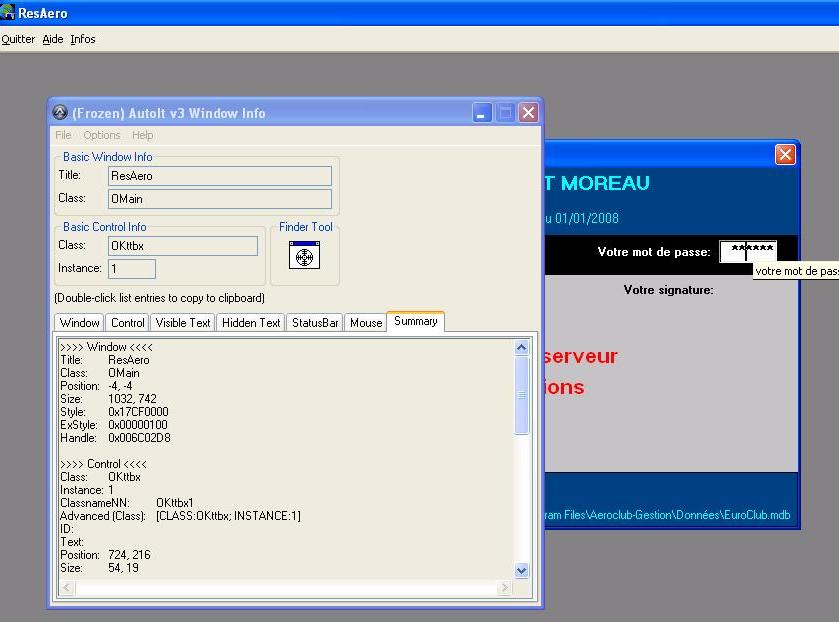 ResAero
Quitter Aide Infos
(Frozen) AutoIt v3 Window Info
File Options Help
Basic Window Info
Title: ResAero
Class: OMain
Basic Control Info
Class: OKttbx
Instance: 1
Finder Tool
(Double-click list entries to copy to clipboard)
Window Control Visible Text Hidden Text StatusBar Mouse Summary
>>>> Window <<<<
Title: ResAero
Class: OMain
Position: -4, -4
Size: 1032, 742
Style: 0x17CF0000
ExStyle: 0x00000100
Handle: 0x006C02D8
>>>> Control <<<<
Class: OKttbx
Instance: 1
ClassnameNN: OKttbx1
Advanced (Class): [CLASS:OKttbx; INSTANCE:1]
ID:
Text:
Position: 724, 216
Size: 54, 19
T MOREAU
u 01/01/2008
Votre mot de passe: ******
votre mot de pas
Votre signature:
serveur
ions
ram Files\Aeroclub-Gestion\Données\EuroClub.mdb